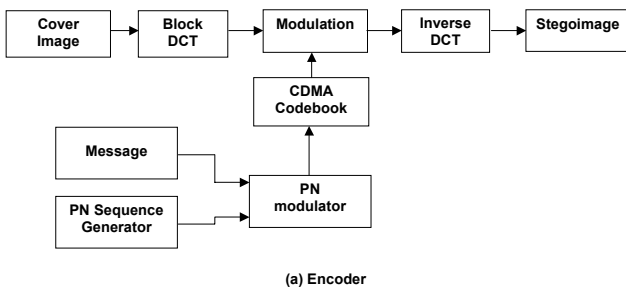 Cover
Image
Block
DCT
Modulation
Inverse
DCT
Stegoimage
CDMA
Codebook
Message
PN
modulator
PN Sequence
Generator
(a) Encoder